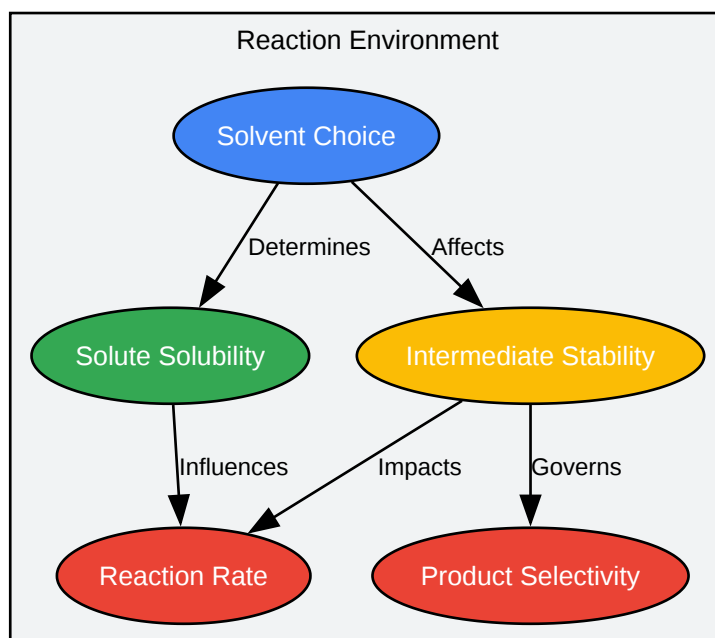 Reaction Environment
Solvent Choice
Determines
Affects
Solute Solubility
Intermediate Stability
Influences
Impacts
Governs
Reaction Rate
Product Selectivity